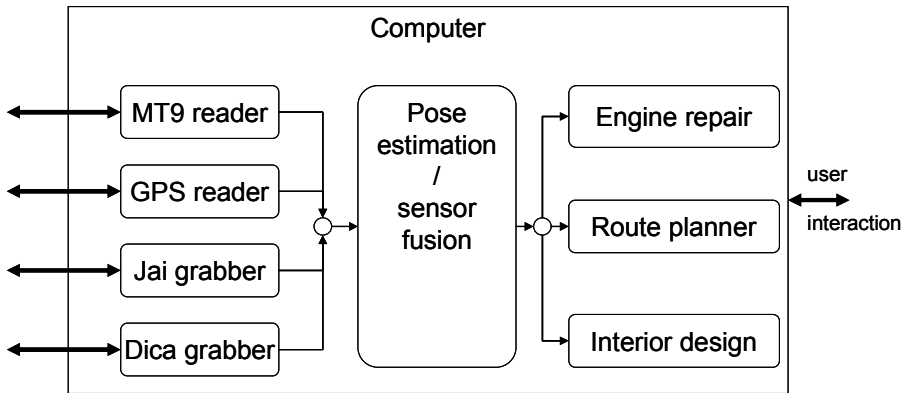 Computer
MT9 reader
GPS reader
Jai grabber
Dica grabber
Pose
estimation
/
sensor
fusion
Engine repair
Route planner
Interior design
user
interaction